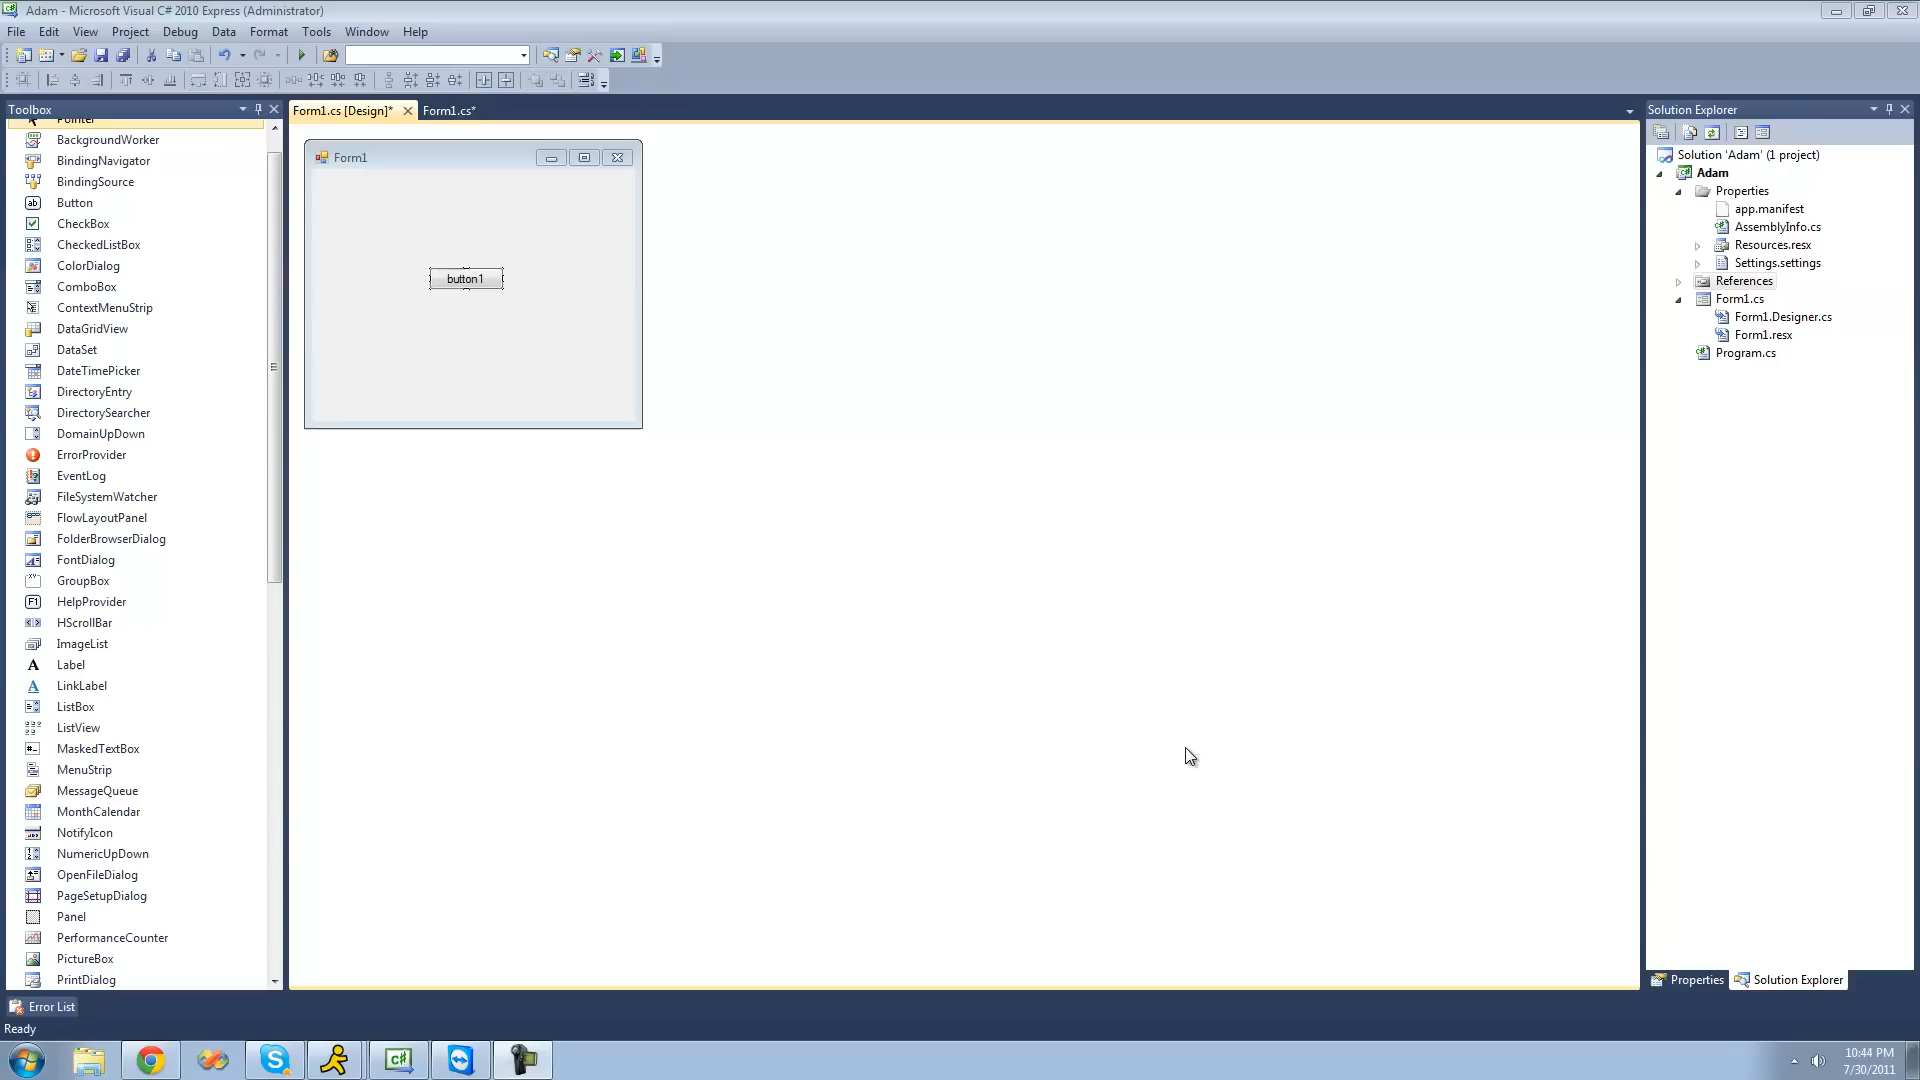 Adam - Microsoft Visual C# 2010 Express (Administrator)
File Edit View Project Debug Data Format Tools Window Help
Toolbox
Pointer
BackgroundWorker
BindingNavigator
BindingSource
Button
CheckBox
CheckedListBox
ColorDialog
ComboBox
ContextMenuStrip
DataGridView
DataSet
DateTimePicker
DirectoryEntry
DirectorySearcher
DomainUpDown
ErrorProvider
EventLog
FileSystemWatcher
FlowLayoutPanel
FolderBrowserDialog
FontDialog
GroupBox
HelpProvider
HScrollBar
ImageList
Label
LinkLabel
ListBox
ListView
MaskedTextBox
MenuStrip
MessageQueue
MonthCalendar
NotifyIcon
NumericUpDown
OpenFileDialog
PageSetupDialog
Panel
PerformanceCounter
PictureBox
PrintDialog
Form1.cs [Design]* Form1.cs*
Form1
button1
Solution Explorer
Solution 'Adam' (1 project)
Adam
Properties
app.manifest
AssemblyInfo.cs
Resources.resx
Settings.settings
References
Form1.cs
Form1.Designer.cs
Form1.resx
Program.cs
Properties Solution Explorer
Error List
Ready
10:44 PM
7/30/2011